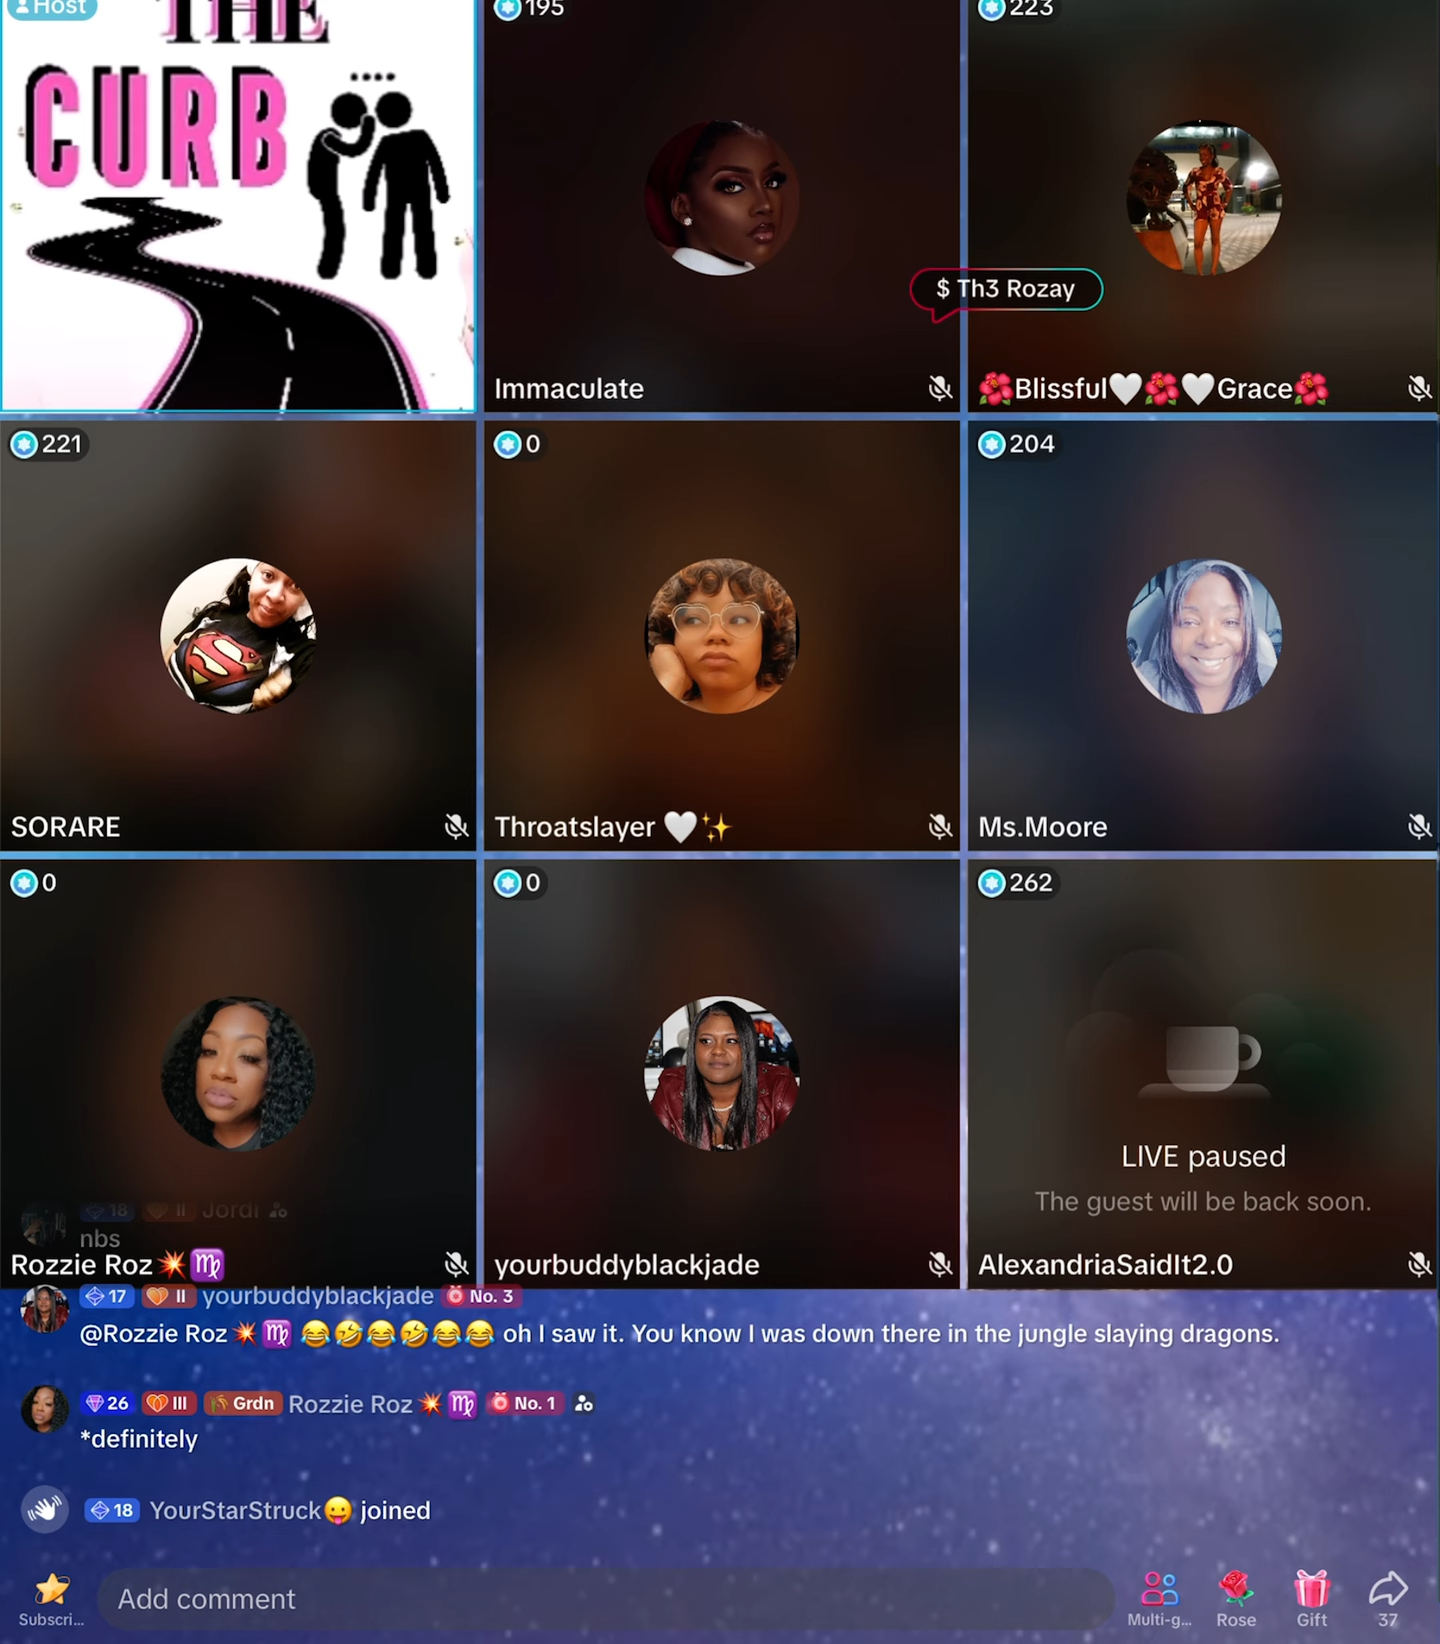 Host
THE
CURB
195
Immaculate
223
$ Th3 Rozay
🌺Blissful🤍🌺🤍Grace🌺
221
SORARE
0
Throatslayer 🤍✨
204
Ms.Moore
0
Rozzie Roz💥♍
0
yourbuddyblackjade
262
LIVE paused
The guest will be back soon.
AlexandriaSaidIt2.0
18 II Jordi
nbs
17 II yourbuddyblackjade No. 3
@Rozzie Roz💥♍ 😂🤣😂🤣😂😂 oh I saw it. You know I was down there in the jungle slaying dragons.
26 III Grdn Rozzie Roz💥♍ No. 1
*definitely
18 YourStarStruck😛 joined
Subscri...
Add comment
Multi-g...
Rose
Gift
37